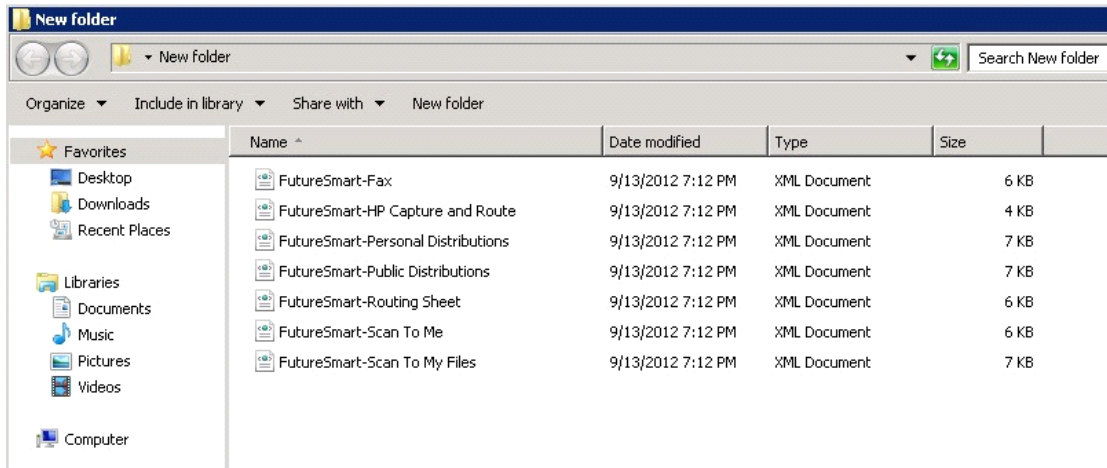 New folder
New folder
Search New folder
Organize Include in library Share with New folder
Favorites
Desktop
Downloads
Recent Places
Libraries
Documents
Music
Pictures
Videos
Computer
Name Date modified Type Size
FutureSmart-Fax 9/13/2012 7:12 PM XML Document 6 KB
FutureSmart-HP Capture and Route 9/13/2012 7:12 PM XML Document 4 KB
FutureSmart-Personal Distributions 9/13/2012 7:12 PM XML Document 7 KB
FutureSmart-Public Distributions 9/13/2012 7:12 PM XML Document 7 KB
FutureSmart-Routing Sheet 9/13/2012 7:12 PM XML Document 6 KB
FutureSmart-Scan To Me 9/13/2012 7:12 PM XML Document 6 KB
FutureSmart-Scan To My Files 9/13/2012 7:12 PM XML Document 7 KB